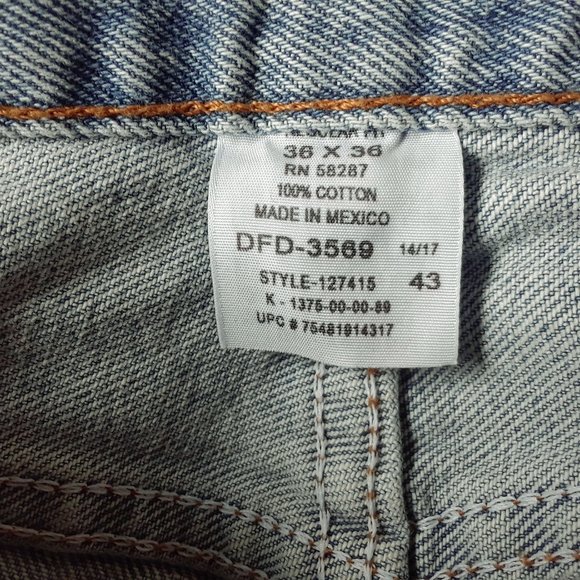 36 X 36
RN 58287
100% COTTON
MADE IN MEXICO
DFD-3569 14/17
STYLE-127415 43
K - 1375-00-00-89
UPC # 75481914317